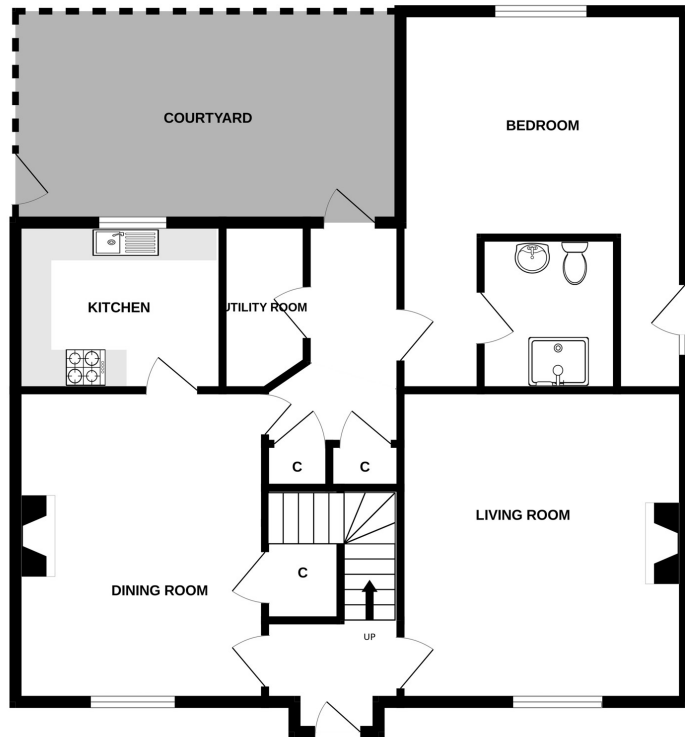 COURTYARD
BEDROOM
KITCHEN
UTILITY ROOM
C
C
LIVING ROOM
C
DINING ROOM
UP